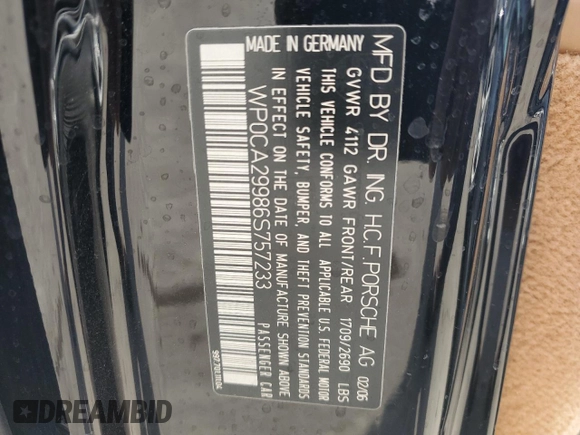 MFD BY DR. ING. H.C.F. PORSCHE AG 02/06
GVWR 4112 GAWR FRONT/REAR 1709/2690 LBS
THIS VEHICLE CONFORMS TO ALL APPLICABLE U.S. FEDERAL MOTOR
VEHICLE SAFETY, BUMPER, AND THEFT PREVENTION STANDARDS
IN EFFECT ON THE DATE OF MANUFACTURE SHOWN ABOVE
WP0CA29986S757233 PASSENGER CAR
MADE IN GERMANY
DREAMBID